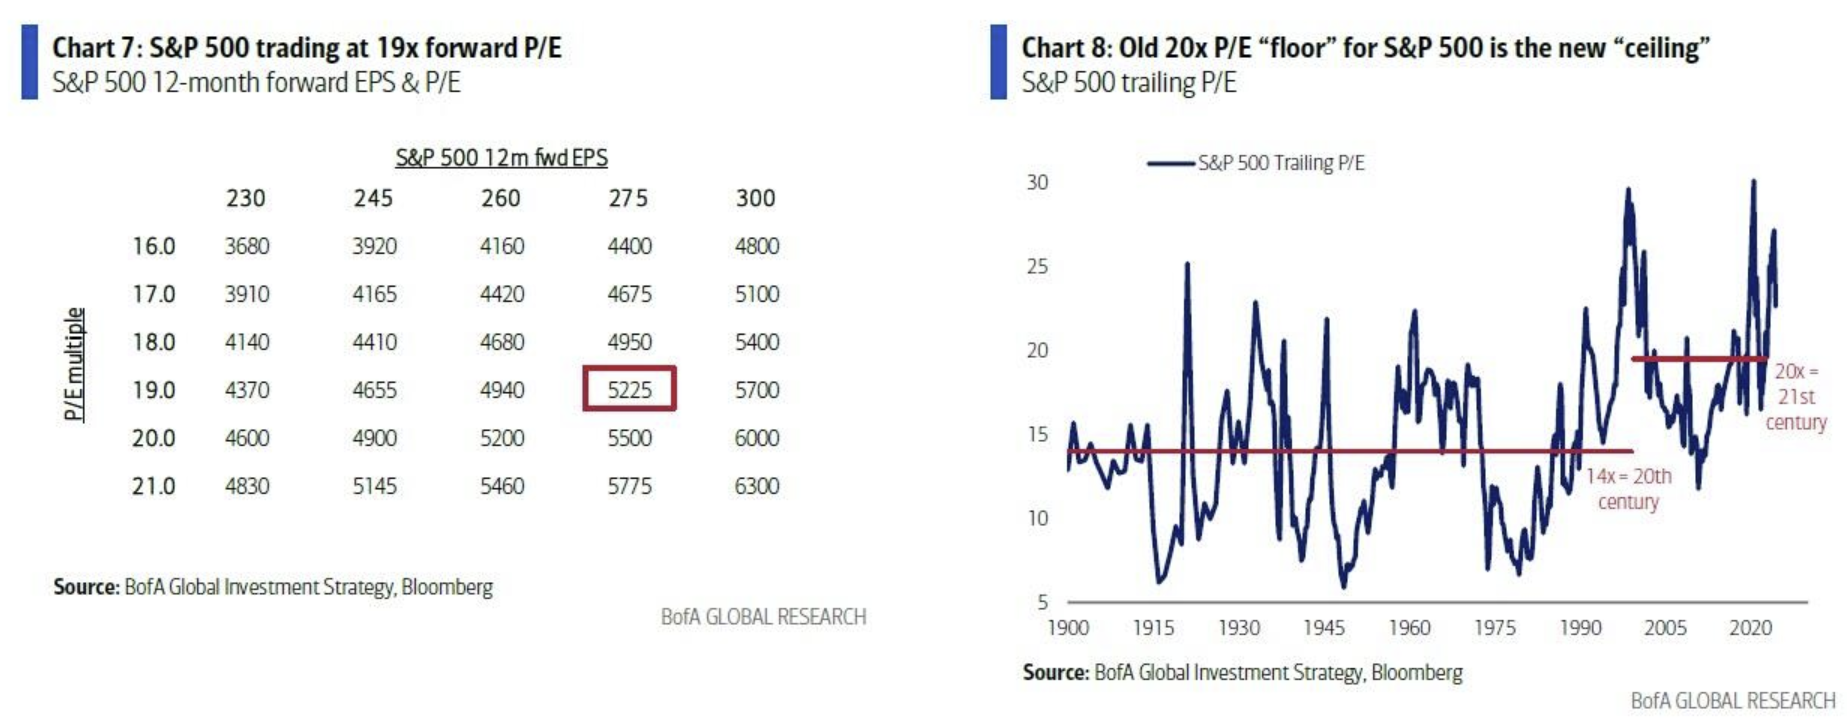 Chart 7: S&P 500 trading at 19x forward P/E
S&P 500 12-month forward EPS & P/E
S&P 500 12m fwd EPS
230 245 260 275 300
P/E multiple
16.0 3680 3920 4160 4400 4800
17.0 3910 4165 4420 4675 5100
18.0 4140 4410 4680 4950 5400
19.0 4370 4655 4940 5225 5700
20.0 4600 4900 5200 5500 6000
21.0 4830 5145 5460 5775 6300
Source: BofA Global Investment Strategy, Bloomberg
BofA GLOBAL RESEARCH
Chart 8: Old 20x P/E “floor” for S&P 500 is the new “ceiling”
S&P 500 trailing P/E
S&P 500 Trailing P/E
30
25
20
15
10
5
20x =
21st
century
14x = 20th
century
1900 1915 1930 1945 1960 1975 1990 2005 2020
Source: BofA Global Investment Strategy, Bloomberg
BofA GLOBAL RESEARCH